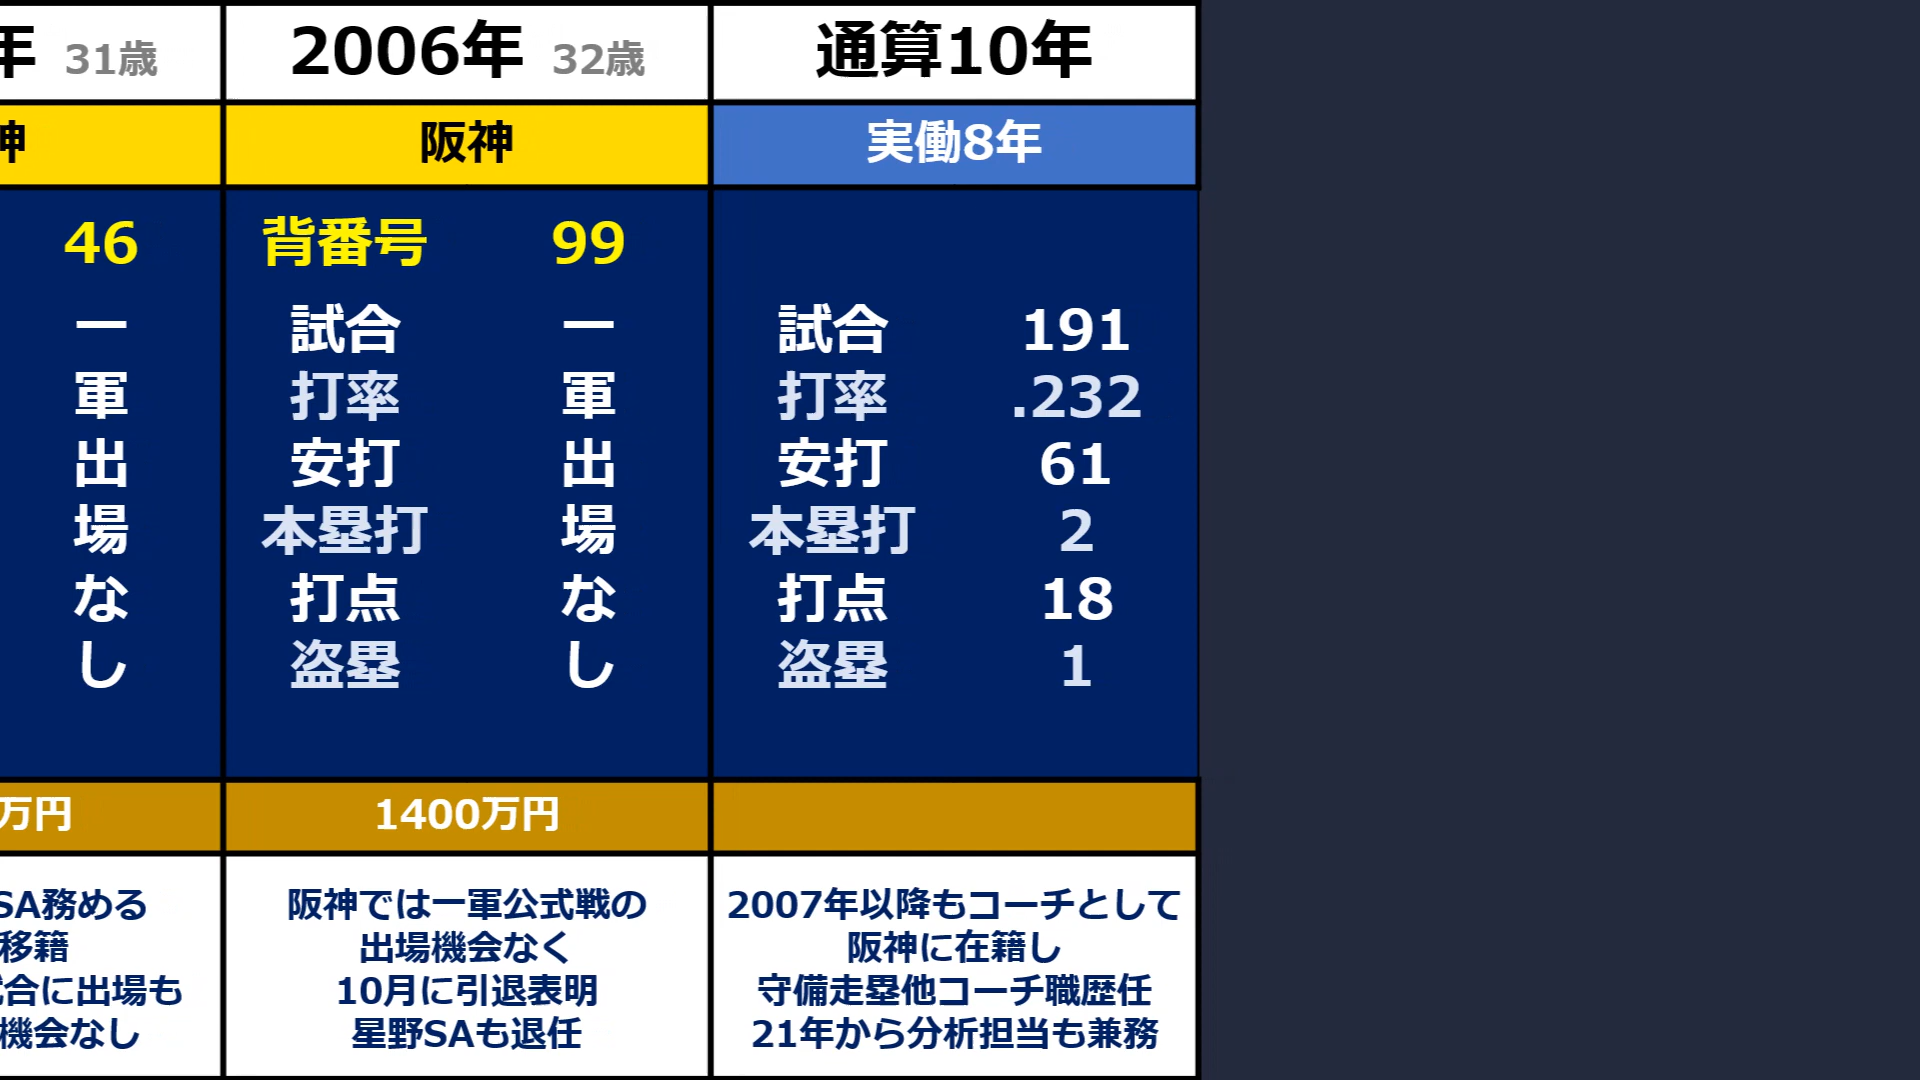 年 31歳
神
46
一
軍
出
場
な
し
万円
SA務める
移籍
合に出場も
機会なし
2006年 32歳
阪神
背番号 99
試合
打率
安打
本塁打
打点
盗塁
一
軍
出
場
な
し
1400万円
阪神では一軍公式戦の
出場機会なく
10月に引退表明
星野SAも退任
通算10年
実働8年
試合 191
打率 .232
安打 61
本塁打 2
打点 18
盗塁 1
2007年以降もコーチとして
阪神に在籍し
守備走塁他コーチ職歴任
21年から分析担当も兼務